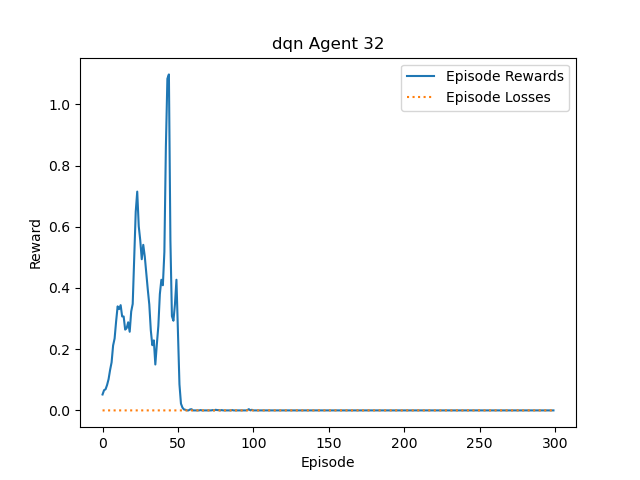 dqn Agent 32
Episode Rewards
Episode Losses
1.0
0.8
0.6
0.4
0.2
0.0
Reward
0 50 100 150 200 250 300
Episode